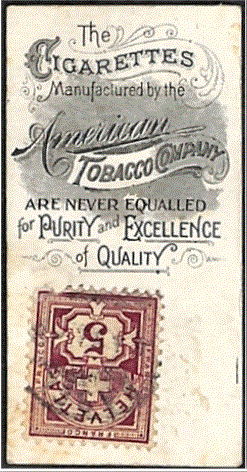 The
CIGARETTES
Manufactured by the
American
TOBACCO COMPANY
ARE NEVER EQUALLED
for PURITY and EXCELLENCE
of QUALITY
5
HELVETIA
FRANCO